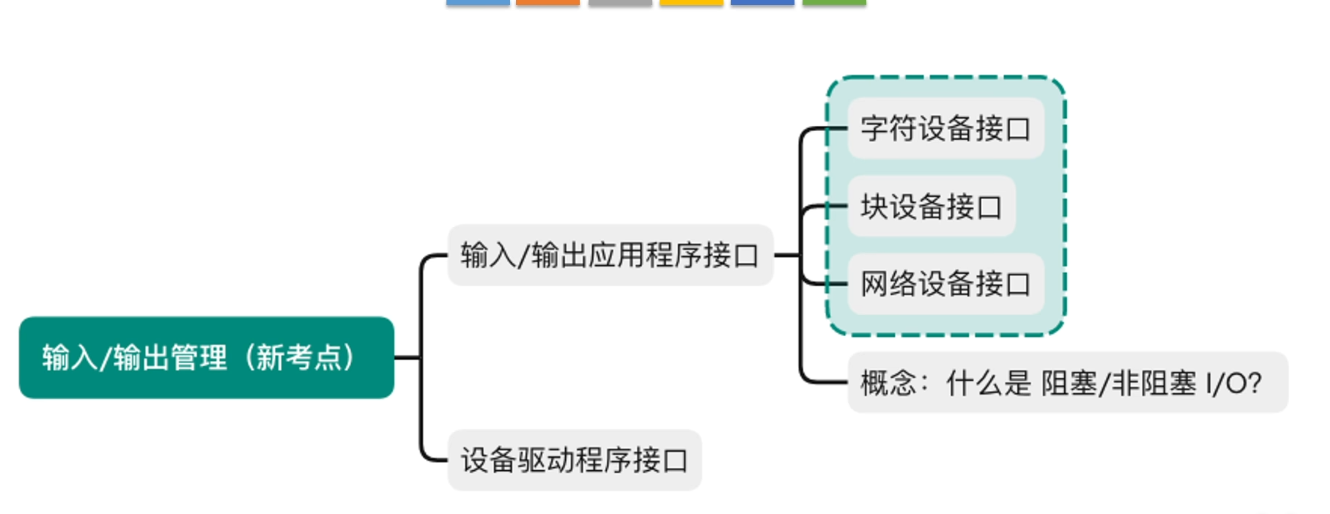 字符设备接口
块设备接口
输入/输出应用程序接口
网络设备接口
输入/输出管理（新考点）
概念：什么是 阻塞/非阻塞 I/O?
设备驱动程序接口